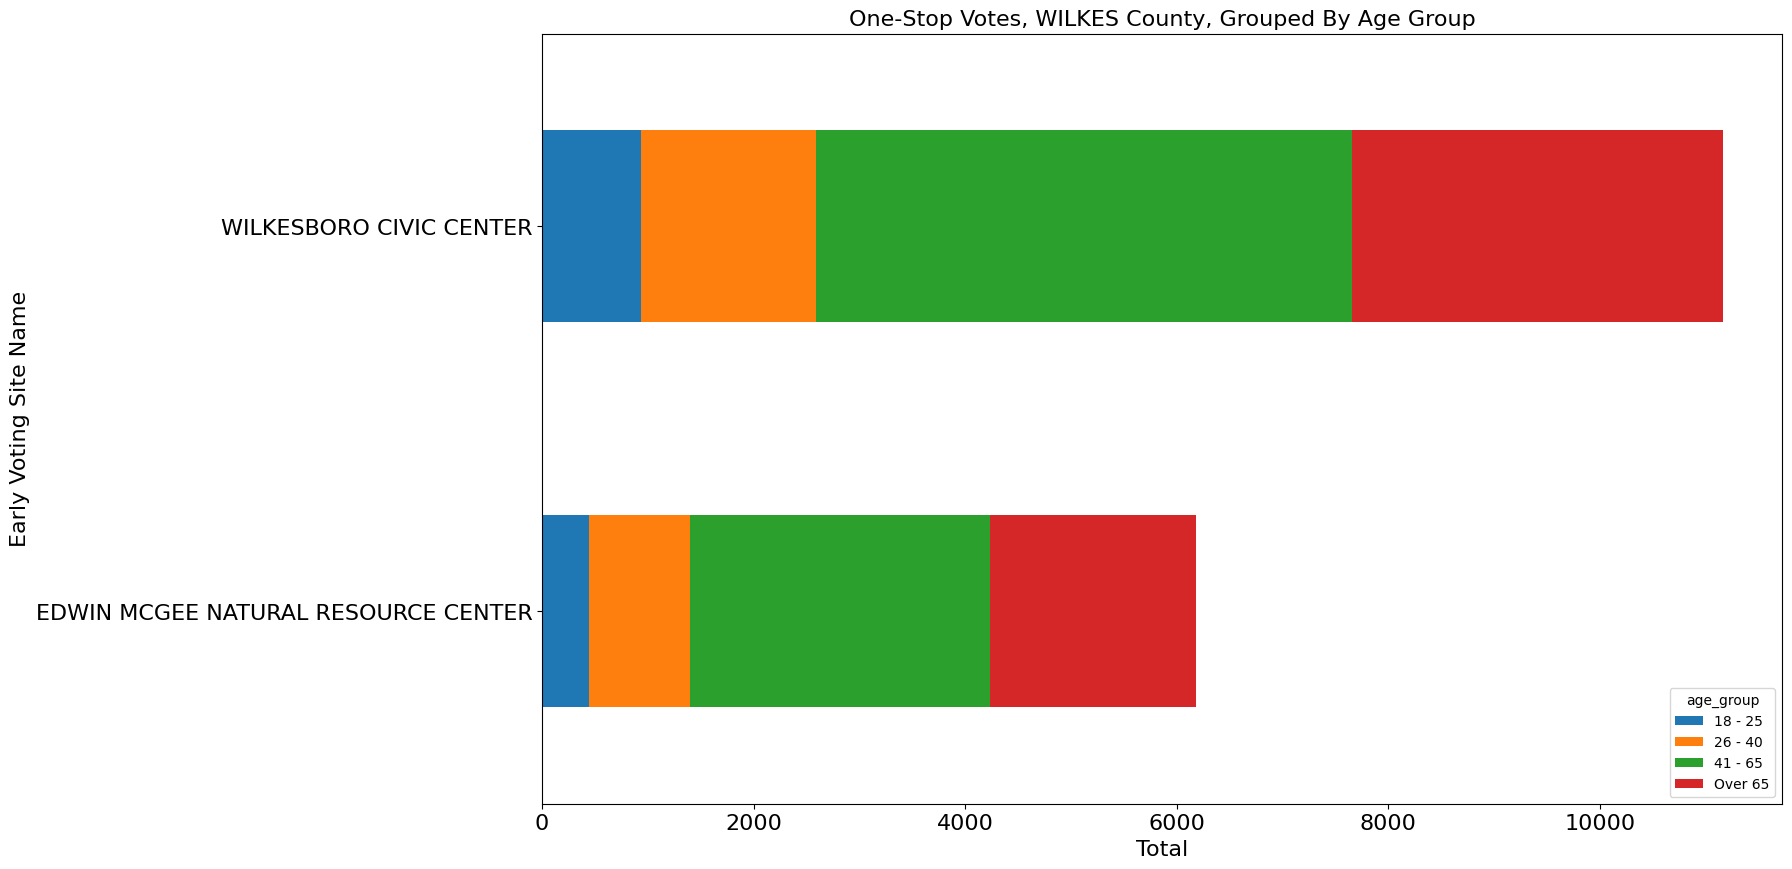 One-Stop Votes, WILKES County, Grouped By Age Group
Early Voting Site Name
WILKESBORO CIVIC CENTER
EDWIN MCGEE NATURAL RESOURCE CENTER
age_group
18 - 25
26 - 40
41 - 65
Over 65
0 2000 4000 6000 8000 10000
Total